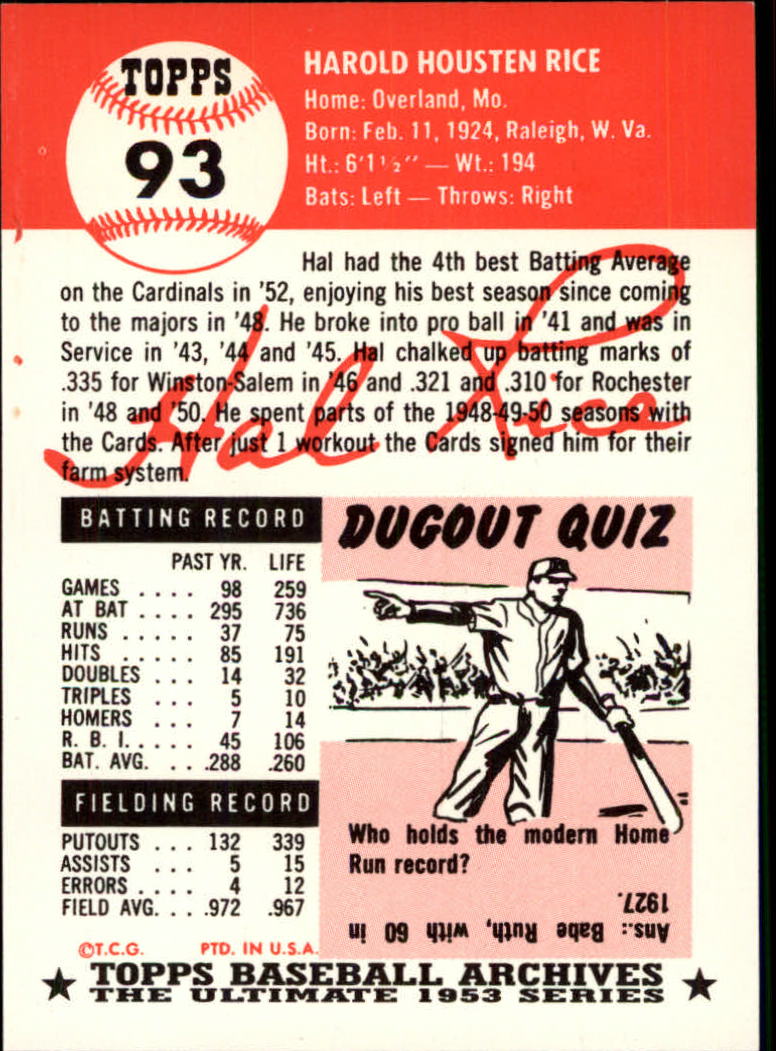 TOPPS
93
HAROLD HOUSTEN RICE
Home: Overland, Mo.
Born: Feb. 11, 1924, Raleigh, W. Va.
Ht.: 6'1½" — Wt.: 194
Bats: Left — Throws: Right
Hal had the 4th best Batting Average
on the Cardinals in '52, enjoying his best season since coming
to the majors in '48. He broke into pro ball in '41 and was in
Service in '43, '44 and '45. Hal chalked up batting marks of
.335 for Winston-Salem in '46 and .321 and .310 for Rochester
in '48 and '50. He spent parts of the 1948-49-50 seasons with
the Cards. After just 1 workout the Cards signed him for their
farm system.
Hal Rice
BATTING RECORD
PAST YR. LIFE
GAMES .... 98 259
AT BAT .... 295 736
RUNS ..... 37 75
HITS ..... 85 191
DOUBLES ... 14 32
TRIPLES ... 5 10
HOMERS ... 7 14
R. B. I. .... 45 106
BAT. AVG. ... .288 .260
FIELDING RECORD
PUTOUTS ... 132 339
ASSISTS ... 5 15
ERRORS .... 4 12
FIELD AVG. ... .972 .967
©T.C.G. PTD. IN U.S.A.
DUGOUT QUIZ
Who holds the modern Home
Run record?
Ans.: Babe Ruth, with 60 in
1927.
TOPPS BASEBALL ARCHIVES
THE ULTIMATE 1953 SERIES